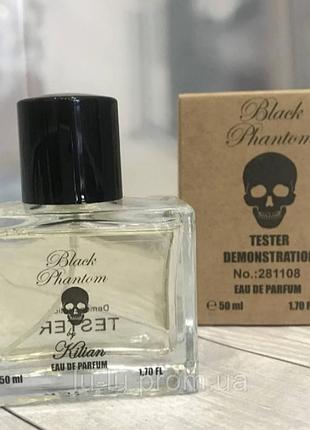 Black
Phantom
TESTER
by
Kilian
EAU DE PARFUM
50 ml
1.70 FL
Black
Phantom
TESTER
DEMONSTRATION
No.:281108
EAU DE PARFUM
e 50 ml
1.70 F